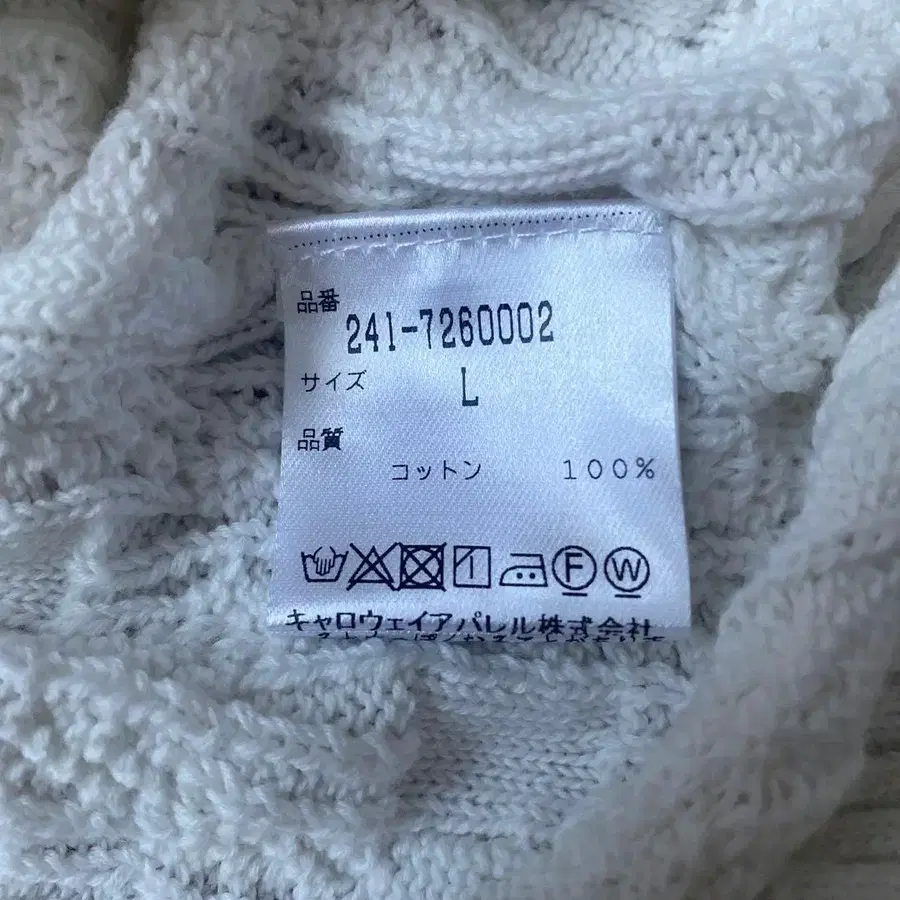 品番
241-7260002
サイズ L
品質
コットン 100%
F W
キャロウェイアパレル株式会社